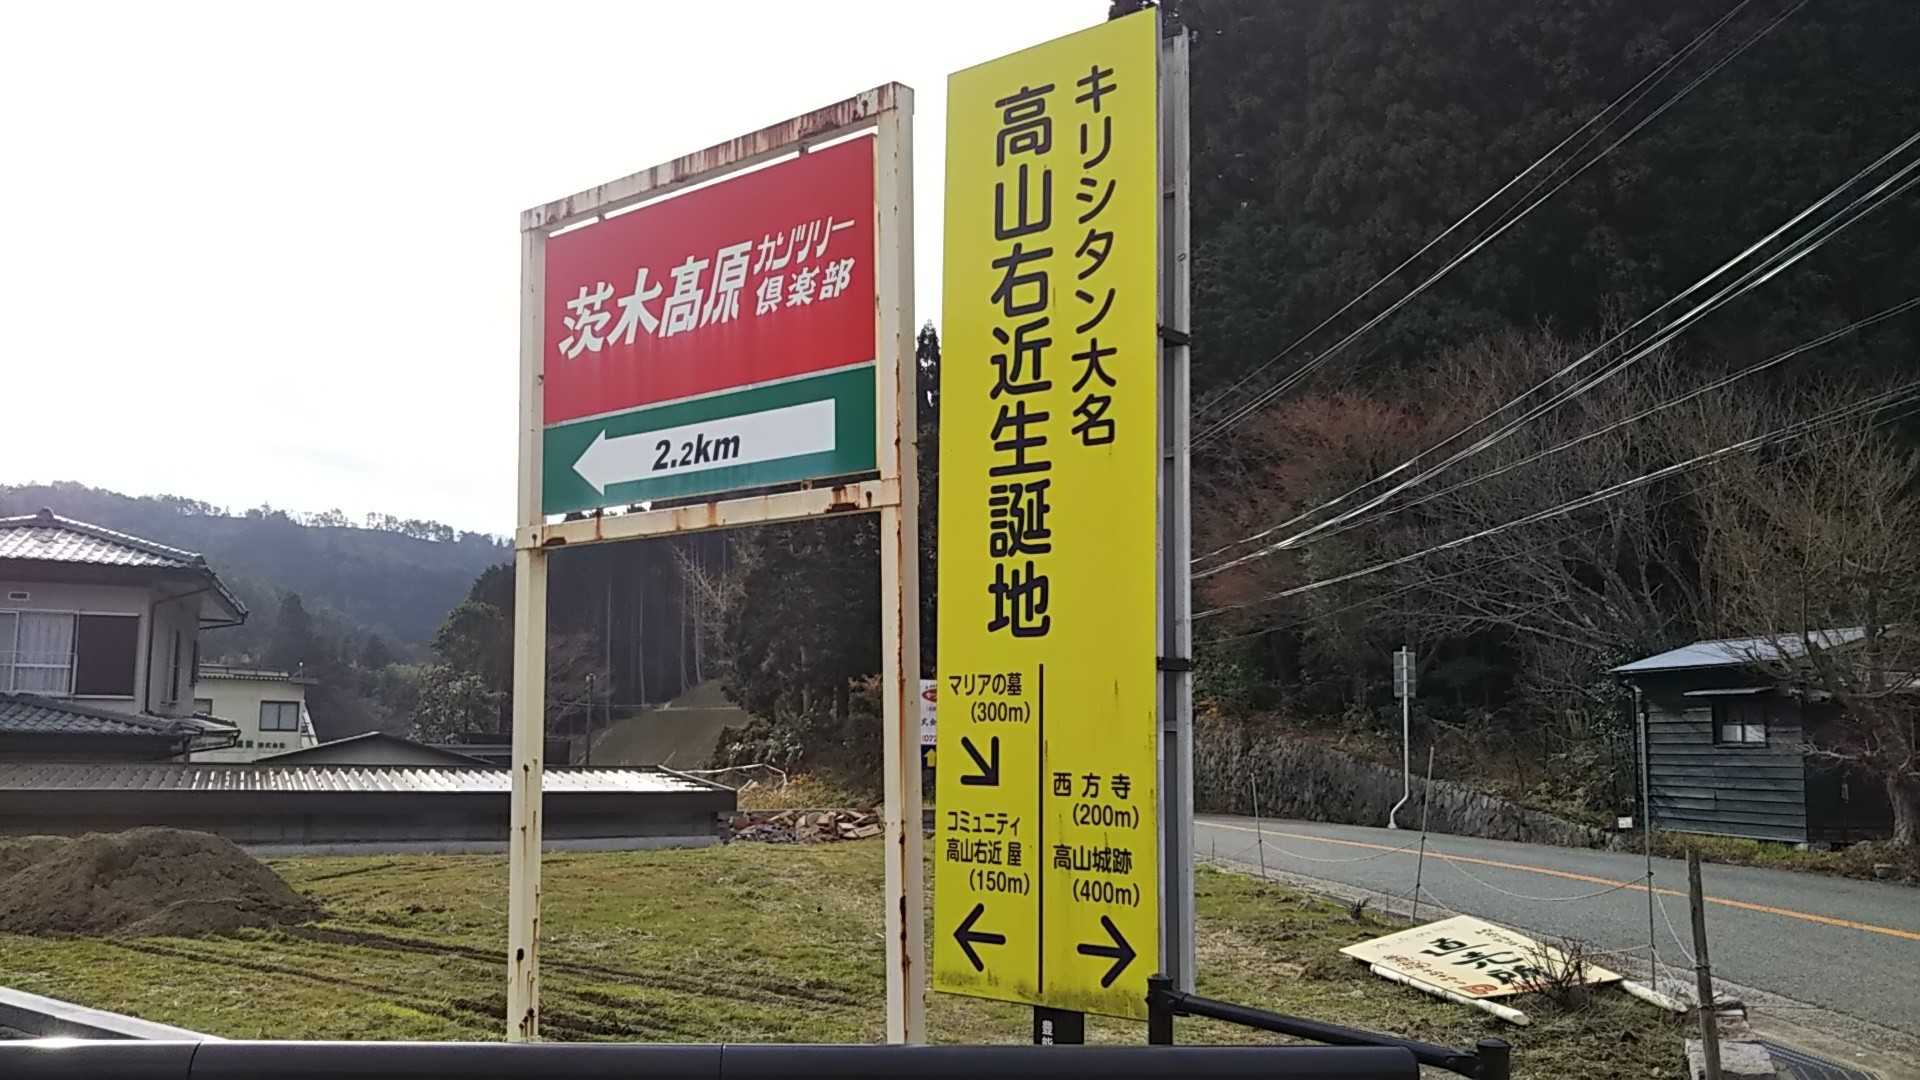 茨木高原カンツリー倶楽部
2.2km
キリシタン大名
高山右近生誕地
マリアの墓
(300m)
コミュニティ
高山右近 屋
(150m)
西方寺
(200m)
高山城跡
(400m)